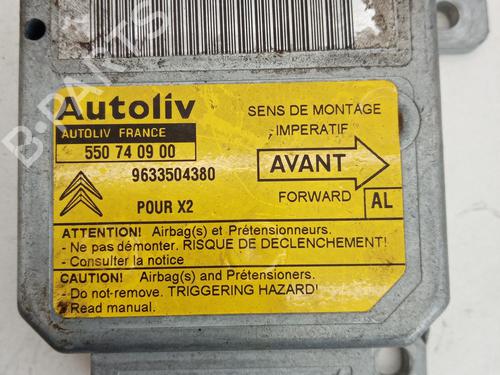 B-PARTS
Autoliv
AUTOLIV FRANCE
550 74 09 00
9633504380
POUR X2
SENS DE MONTAGE
IMPERATIF
AVANT
FORWARD
AL
ATTENTION! Airbag(s) et Prétensionneurs.
- Ne pas démonter. RISQUE DE DECLENCHEMENT!
- Consulter la notice
CAUTION! Airbag(s) and Prétensioners.
- Do not-remove. TRIGGERING HAZARD!
Read manual.